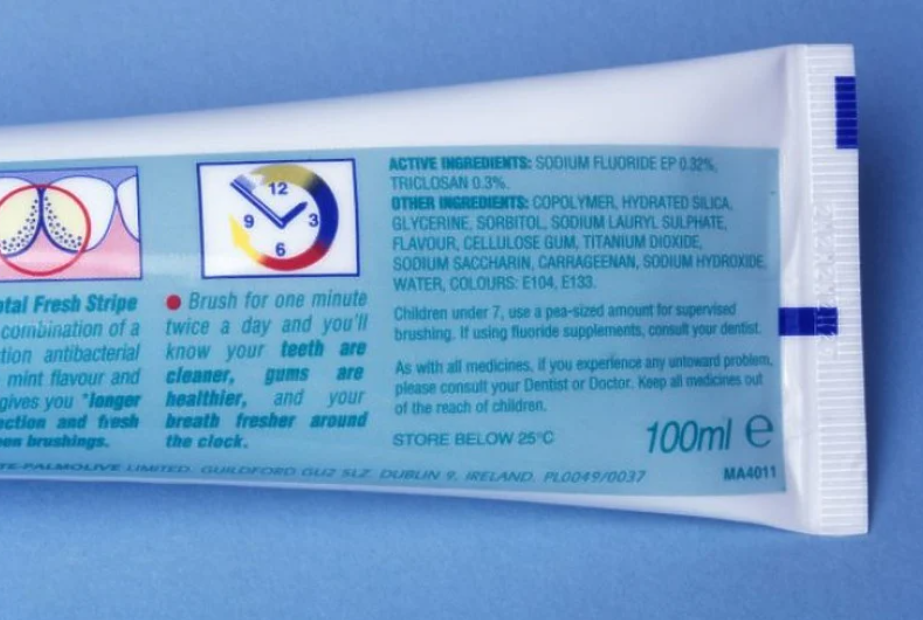 12
3
6
9
otal Fresh Stripe
combination of a
tion antibacterial
mint flavour and
gives you *longer
ection and fresh
en brushings.
● Brush for one minute
twice a day and you'll
know your teeth are
cleaner, gums are
healthier, and your
breath fresher around
the clock.
ACTIVE INGREDIENTS: SODIUM FLUORIDE EP 0.32%,
TRICLOSAN 0.3%.
OTHER INGREDIENTS: COPOLYMER, HYDRATED SILICA,
GLYCERINE, SORBITOL, SODIUM LAURYL SULPHATE,
FLAVOUR, CELLULOSE GUM, TITANIUM DIOXIDE,
SODIUM SACCHARIN, CARRAGEENAN, SODIUM HYDROXIDE,
WATER, COLOURS: E104, E133.
Children under 7, use a pea-sized amount for supervised
brushing. If using fluoride supplements, consult your dentist.
As with all medicines, if you experience any untoward problem,
please consult your Dentist or Doctor. Keep all medicines out
of the reach of children.
STORE BELOW 25°C
100ml e
TE-PALMOLIVE LIMITED. GUILDFORD GU2 5LZ. DUBLIN 9, IRELAND. PL0049/0037
MA4011